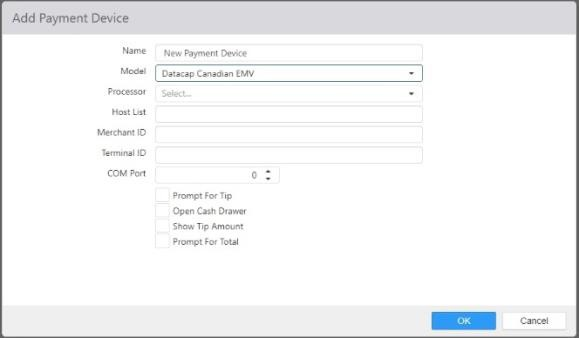 Add Payment Device
Name New Payment Device
Model Datacap Canadian EMV
Processor Select...
Host List
Merchant ID
Terminal ID
COM Port 0
Prompt For Tip
Open Cash Drawer
Show Tip Amount
Prompt For Total
OK Cancel